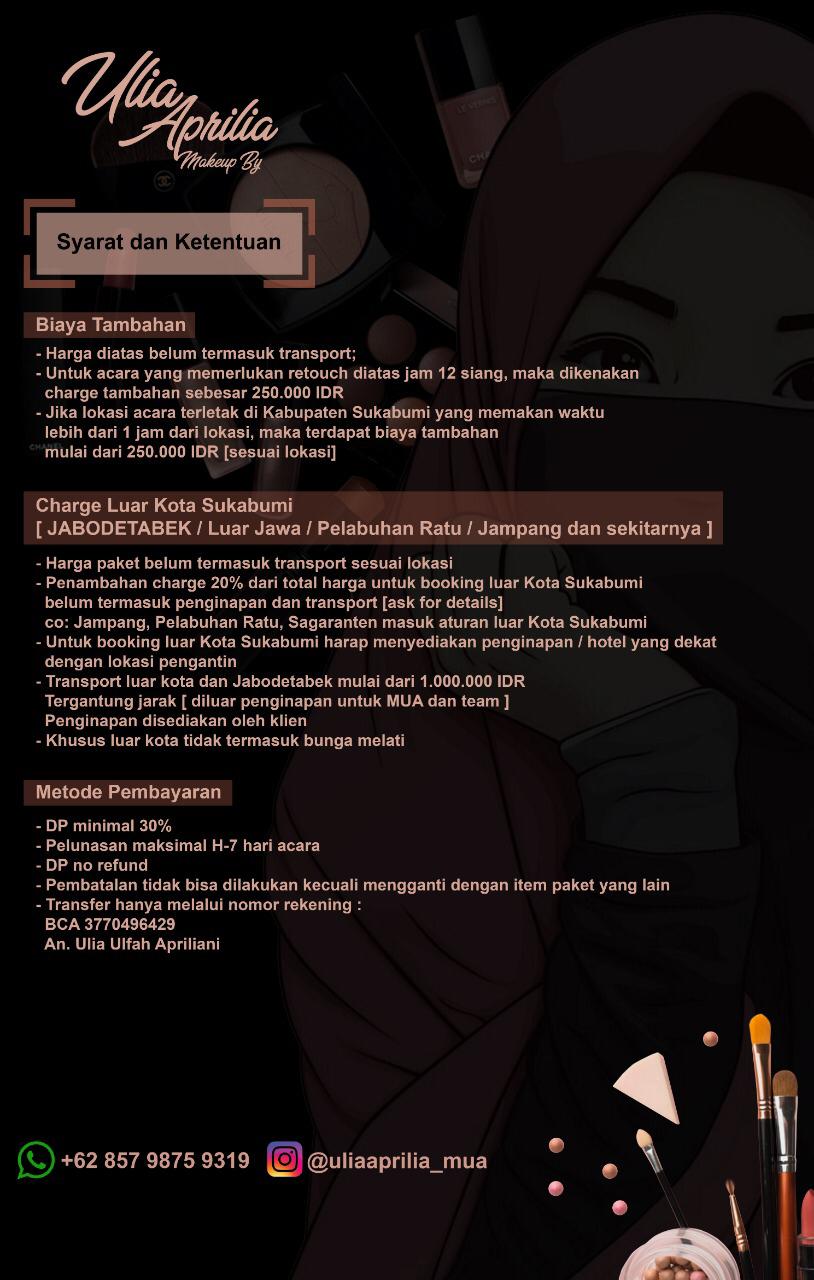 Ulia
Aprilia
Makeup By
LE VERNIS
Syarat dan Ketentuan
Biaya Tambahan
- Harga diatas belum termasuk transport;
- Untuk acara yang memerlukan retouch diatas jam 12 siang, maka dikenakan
charge tambahan sebesar 250.000 IDR
- Jika lokasi acara terletak di Kabupaten Sukabumi yang memakan waktu
lebih dari 1 jam dari lokasi, maka terdapat biaya tambahan
CHANEL
mulai dari 250.000 IDR [sesuai lokasi]
Charge Luar Kota Sukabumi
[ JABODETABEK / Luar Jawa / Pelabuhan Ratu / Jampang dan sekitarnya ]
- Harga paket belum termasuk transport sesuai lokasi
- Penambahan charge 20% dari total harga untuk booking luar Kota Sukabumi
belum termasuk penginapan dan transport [ask for details]
co: Jampang, Pelabuhan Ratu, Sagaranten masuk aturan luar Kota Sukabumi
- Untuk booking luar Kota Sukabumi harap menyediakan penginapan / hotel yang dekat
dengan lokasi pengantin
- Transport luar kota dan Jabodetabek mulai dari 1.000.000 IDR
Tergantung jarak [ diluar penginapan untuk MUA dan team ]
Penginapan disediakan oleh klien
- Khusus luar kota tidak termasuk bunga melati
Metode Pembayaran
- DP minimal 30%
- Pelunasan maksimal H-7 hari acara
- DP no refund
- Pembatalan tidak bisa dilakukan kecuali mengganti dengan item paket yang lain
- Transfer hanya melalui nomor rekening :
BCA 3770496429
An. Ulia Ulfah Apriliani
+62 857 9875 9319 @uliaaprilia_mua